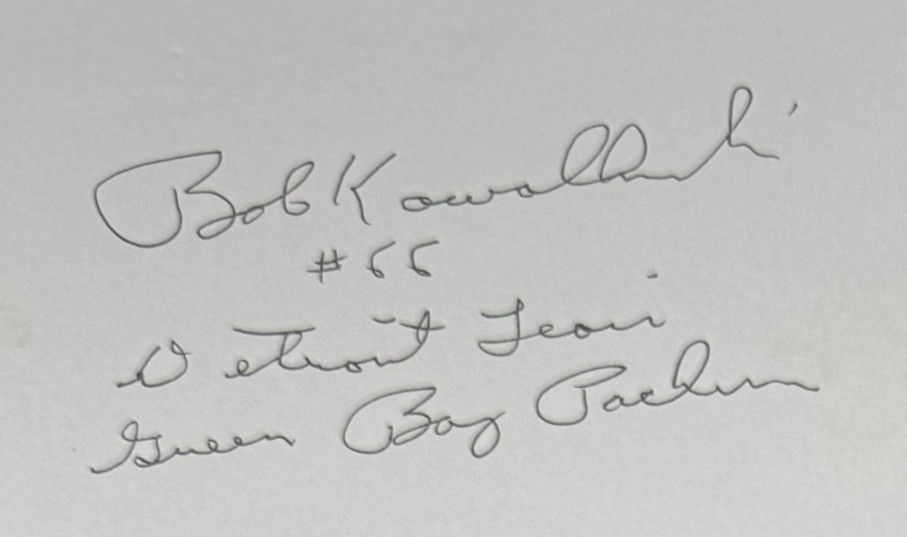 Bob Kowalkowski
#66
Detroit Lions
Green Bay Packers